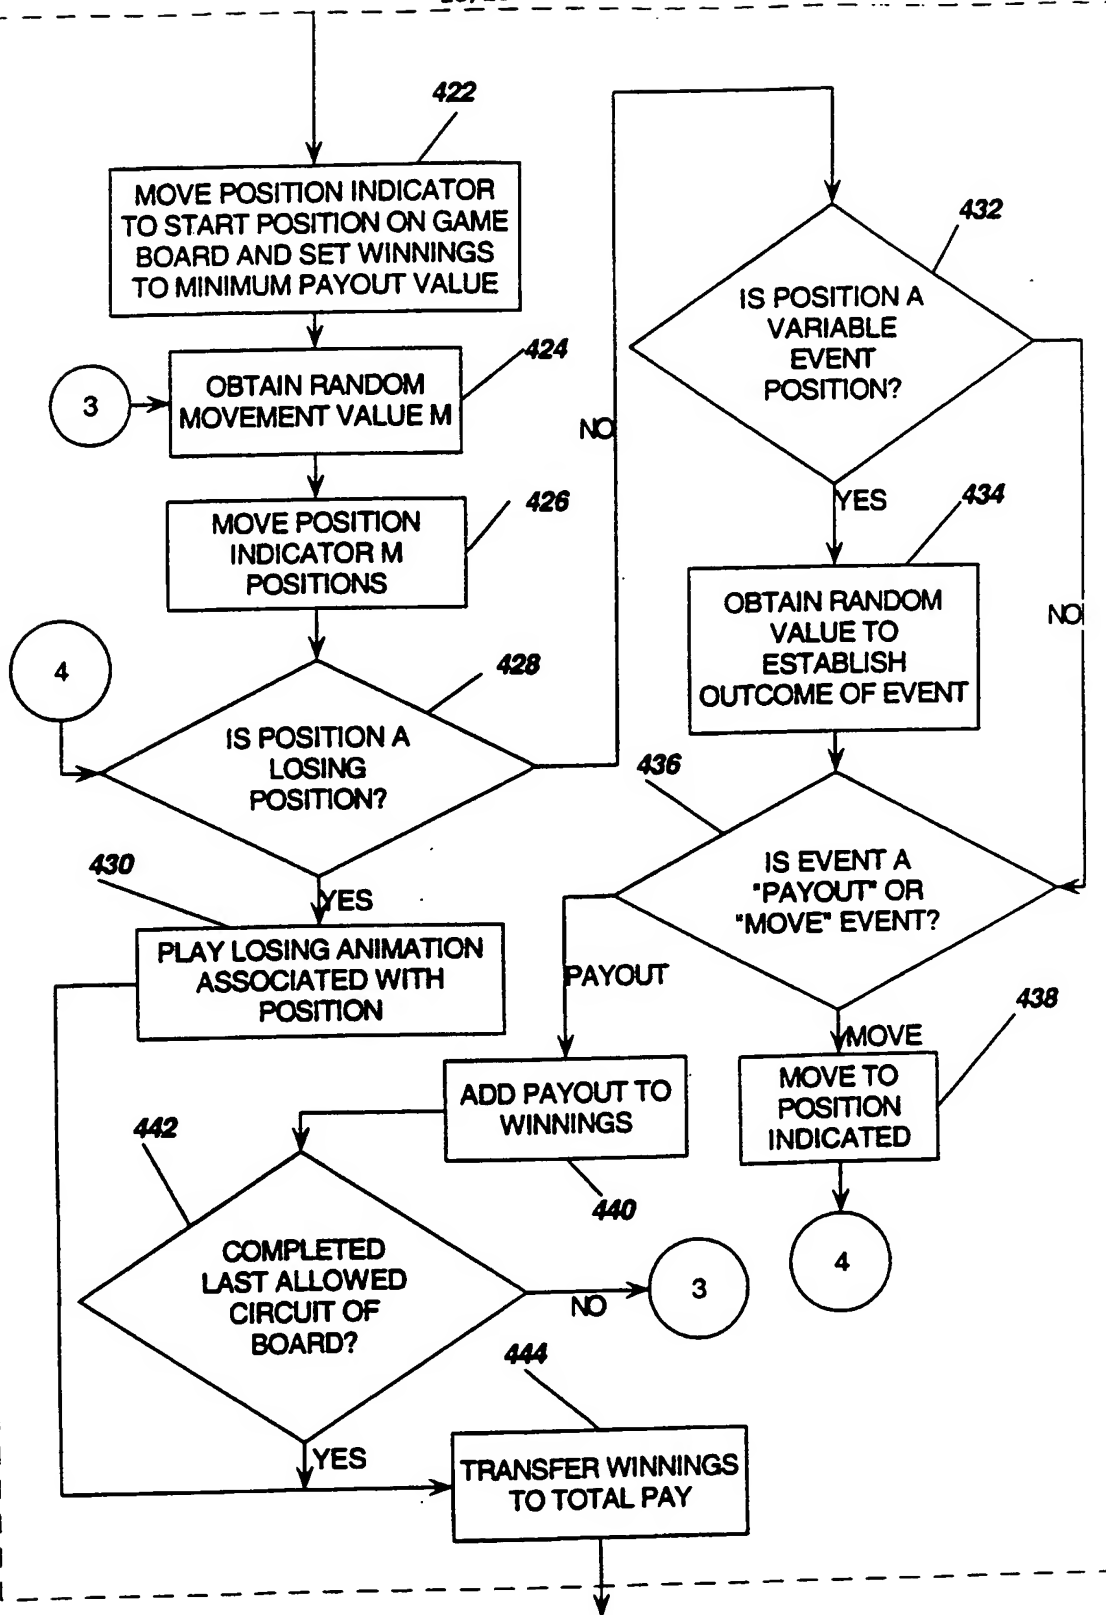 422
MOVE POSITION INDICATOR
TO START POSITION ON GAME
BOARD AND SET WINNINGS
TO MINIMUM PAYOUT VALUE
424
3
OBTAIN RANDOM
MOVEMENT VALUE M
426
MOVE POSITION
INDICATOR M
POSITIONS
4
428
IS POSITION A
LOSING
POSITION?
NO
430
YES
PLAY LOSING ANIMATION
ASSOCIATED WITH
POSITION
432
IS POSITION A
VARIABLE
EVENT
POSITION?
YES
NO
434
OBTAIN RANDOM
VALUE TO
ESTABLISH
OUTCOME OF EVENT
436
IS EVENT A
"PAYOUT" OR
"MOVE" EVENT?
PAYOUT
MOVE
438
MOVE TO
POSITION
INDICATED
4
ADD PAYOUT TO
WINNINGS
440
442
COMPLETED
LAST ALLOWED
CIRCUIT OF
BOARD?
NO
3
YES
444
TRANSFER WINNINGS
TO TOTAL PAY